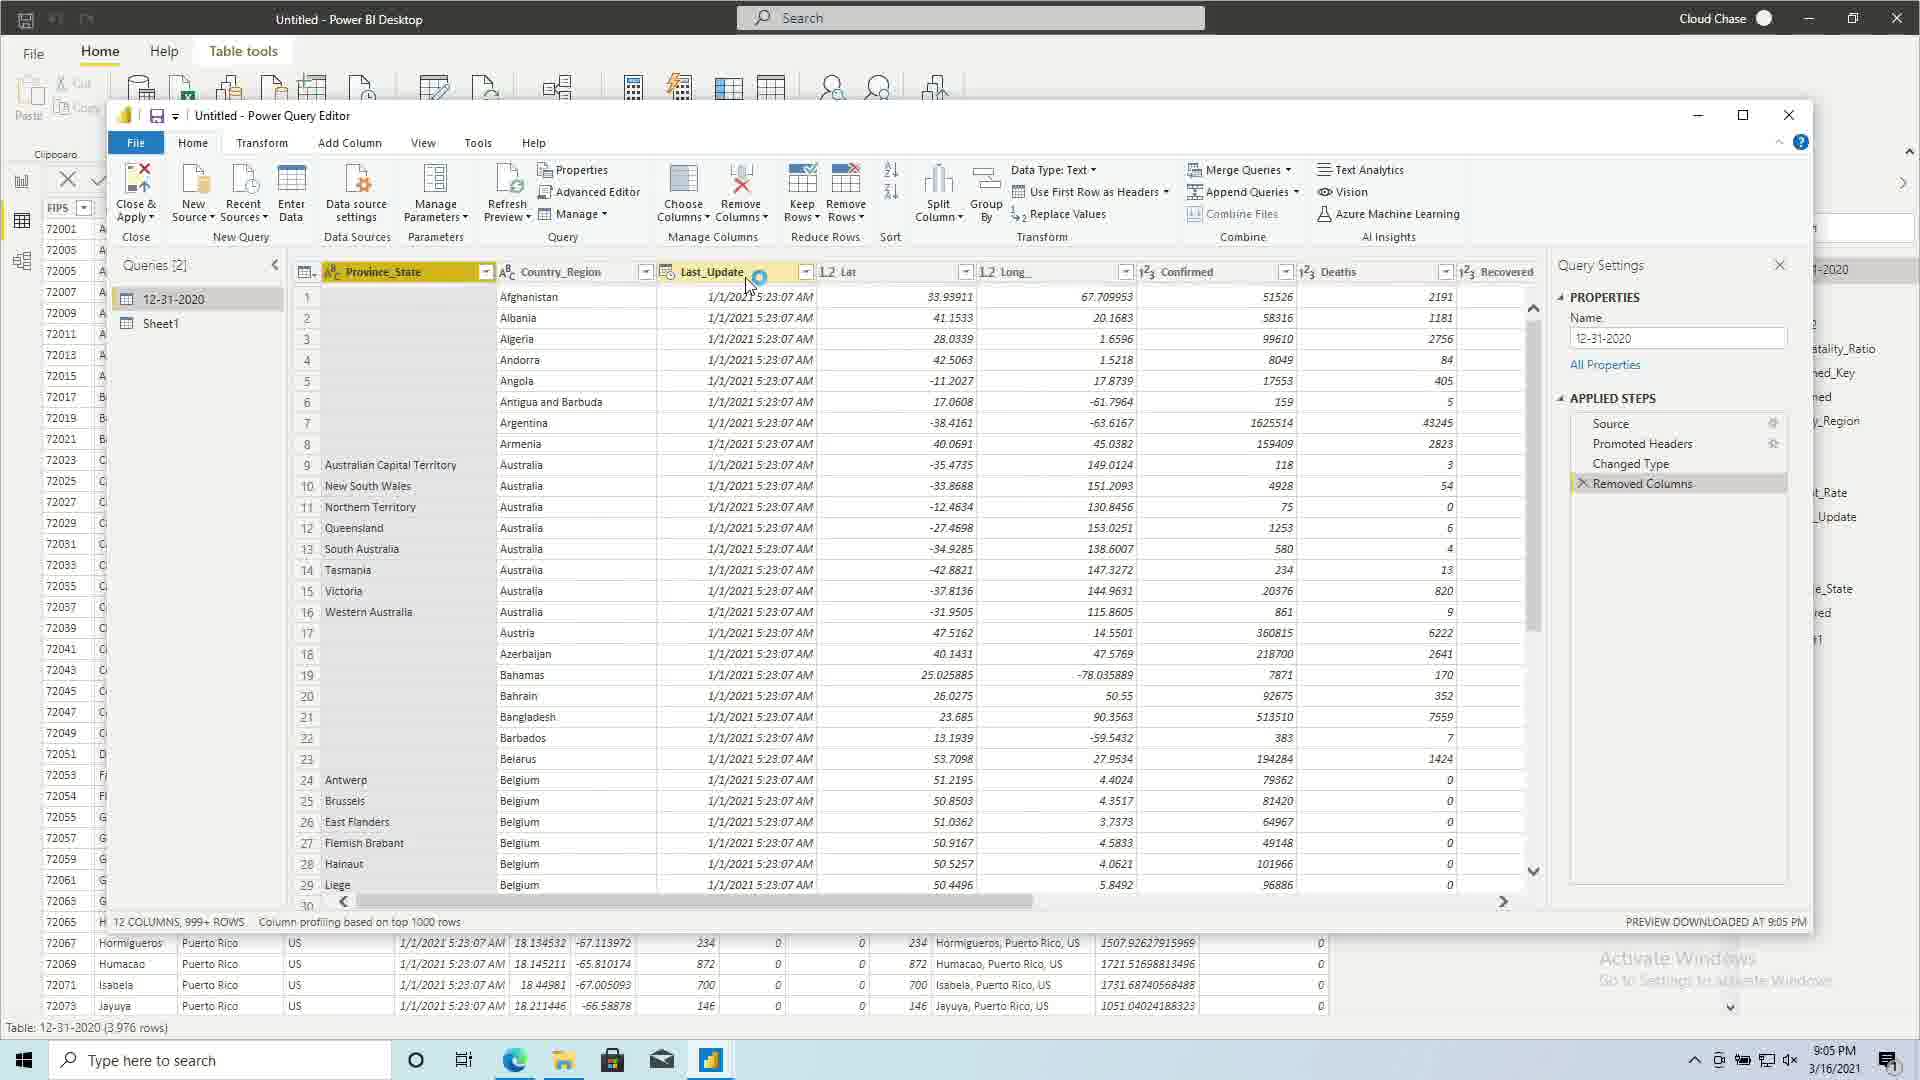 Untitled - Power BI Desktop
Search
Cloud Chase
File
Home
Help
Table tools
Paste
Cut
Copy
Clipboard
Untitled - Power Query Editor
File Home Transform Add Column View Tools Help
Close & Apply
New Source
Recent Sources
Enter Data
Data source settings
Manage Parameters
Refresh Preview
Properties
Advanced Editor
Manage
Choose Columns
Remove Columns
Keep Rows
Remove Rows
Split Column
Group By
Data Type: Text
Use First Row as Headers
Replace Values
Merge Queries
Append Queries
Combine Files
Text Analytics
Vision
Azure Machine Learning
Close New Query Data Sources Parameters Query Manage Columns Reduce Rows Sort Transform Combine AI Insights
Queries [2]
12-31-2020
Sheet1
Province_State Country_Region Last_Update Lat Long_ Confirmed Deaths Recovered
1 Afghanistan 1/1/2021 5:23:07 AM 33.93911 67.709953 51526 2191
2 Albania 1/1/2021 5:23:07 AM 41.1533 20.1683 58316 1181
3 Algeria 1/1/2021 5:23:07 AM 28.0339 1.6596 99610 2756
4 Andorra 1/1/2021 5:23:07 AM 42.5063 1.5218 8049 84
5 Angola 1/1/2021 5:23:07 AM -11.2027 17.8739 17553 405
6 Antigua and Barbuda 1/1/2021 5:23:07 AM 17.0608 -61.7964 159 5
7 Argentina 1/1/2021 5:23:07 AM -38.4161 -63.6167 1625514 43245
8 Armenia 1/1/2021 5:23:07 AM 40.0691 45.0382 159409 2823
9 Australian Capital Territory Australia 1/1/2021 5:23:07 AM -35.4735 149.0124 118 3
10 New South Wales Australia 1/1/2021 5:23:07 AM -33.8688 151.2093 4928 54
11 Northern Territory Australia 1/1/2021 5:23:07 AM -12.4634 130.8456 75 0
12 Queensland Australia 1/1/2021 5:23:07 AM -27.4698 153.0251 1253 6
13 South Australia Australia 1/1/2021 5:23:07 AM -34.9285 138.6007 580 4
14 Tasmania Australia 1/1/2021 5:23:07 AM -42.8821 147.3272 234 13
15 Victoria Australia 1/1/2021 5:23:07 AM -37.8136 144.9631 20376 820
16 Western Australia Australia 1/1/2021 5:23:07 AM -31.9505 115.8605 861 9
17 Austria 1/1/2021 5:23:07 AM 47.5162 14.5501 360815 6222
18 Azerbaijan 1/1/2021 5:23:07 AM 40.1431 47.5769 218700 2641
19 Bahamas 1/1/2021 5:23:07 AM 25.025885 -78.035889 7871 170
20 Bahrain 1/1/2021 5:23:07 AM 26.0275 50.55 92675 352
21 Bangladesh 1/1/2021 5:23:07 AM 23.685 90.3563 513510 7559
22 Barbados 1/1/2021 5:23:07 AM 13.1939 -59.5432 383 7
23 Belarus 1/1/2021 5:23:07 AM 53.7098 27.9534 194284 1424
24 Antwerp Belgium 1/1/2021 5:23:07 AM 51.2195 4.4024 79362 0
25 Brussels Belgium 1/1/2021 5:23:07 AM 50.8503 4.3517 81420 0
26 East Flanders Belgium 1/1/2021 5:23:07 AM 51.0362 3.7373 64967 0
27 Flemish Brabant Belgium 1/1/2021 5:23:07 AM 50.9167 4.5833 49148 0
28 Hainaut Belgium 1/1/2021 5:23:07 AM 50.5257 4.0621 101966 0
29 Liege Belgium 1/1/2021 5:23:07 AM 50.4496 5.8492 96886 0
30
12 COLUMNS, 999+ ROWS Column profiling based on top 1000 rows
PREVIEW DOWNLOADED AT 9:05 PM
Query Settings
PROPERTIES
Name
12-31-2020
All Properties
APPLIED STEPS
Source
Promoted Headers
Changed Type
Removed Columns
FIPS
72001
72003
72005
72007
72009
72011
72013
72015
72017
72019
72021
72023
72025
72027
72029
72031
72033
72035
72037
72039
72041
72043
72045
72047
72049
72051
72053
72054
72055
72057
72059
72061
72063
72065
72067 Hormigueros Puerto Rico US 1/1/2021 5:23:07 AM 18.134532 -67.113972 234 0 0 234 Hormigueros, Puerto Rico, US 1507.92627915969 0
72069 Humacao Puerto Rico US 1/1/2021 5:23:07 AM 18.145211 -65.810174 872 0 0 872 Humacao, Puerto Rico, US 1721.51698813496 0
72071 Isabela Puerto Rico US 1/1/2021 5:23:07 AM 18.44981 -67.005093 700 0 0 700 Isabela, Puerto Rico, US 1731.68740568488 0
72073 Jayuya Puerto Rico US 1/1/2021 5:23:07 AM 18.211446 -66.58878 146 0 0 146 Jayuya, Puerto Rico, US 1051.04024188323 0
Table: 12-31-2020 (3,976 rows)
Activate Windows
Go to Settings to activate Windows.
Type here to search
9:05 PM
3/16/2021